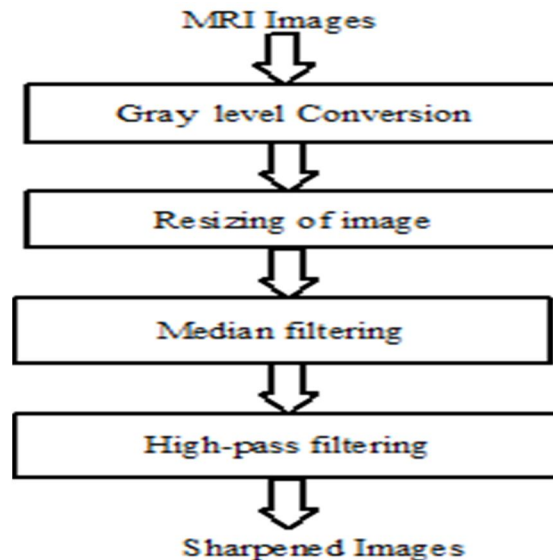 MRI Images
Gray level Conversion
Resizing of image
Median filtering
High-pass filtering
Sharpened Images